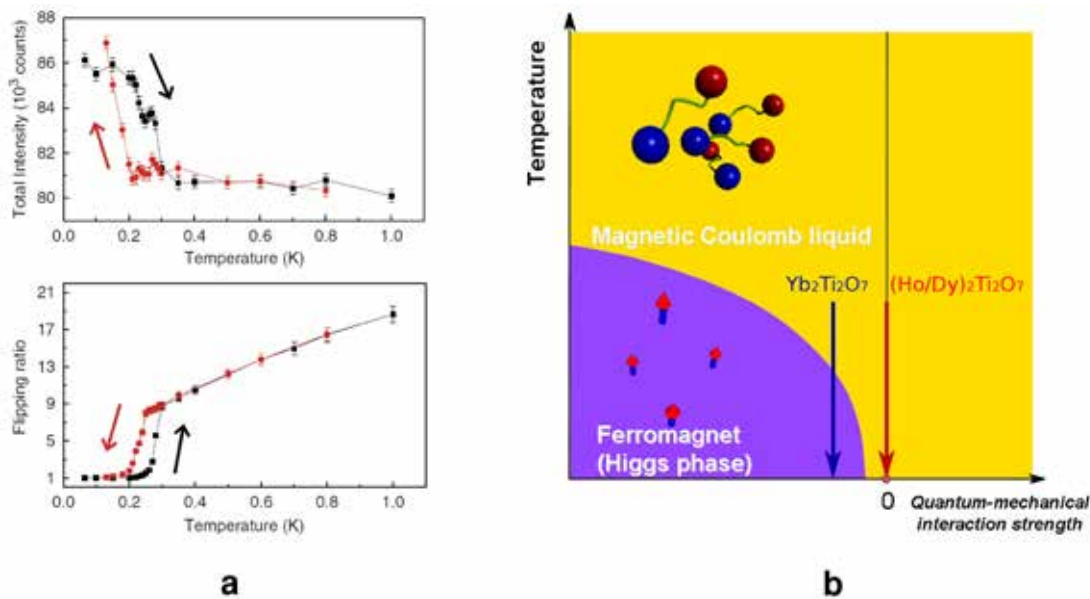 88
86
84
82
80
Total Intensity (10³ counts)
0.0 0.2 0.4 0.6 0.8 1.0
Temperature (K)
21
17
13
9
5
1
Flipping ratio
0.0 0.2 0.4 0.6 0.8 1.0
Temperature (K)
a
Temperature
Magnetic Coulomb liquid
Yb₂Ti₂O₇ (Ho/Dy)₂Ti₂O₇
Ferromagnet
(Higgs phase)
0 Quantum-mechanical
interaction strength
b